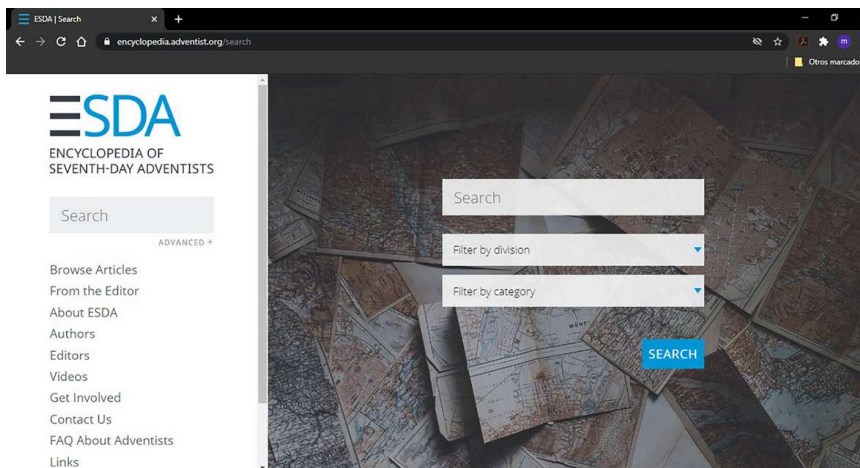 ESDA | Search
encyclopedia.adventist.org/search
m
Otros marcado
ESDA
ENCYCLOPEDIA OF
SEVENTH-DAY ADVENTISTS
Search
ADVANCED +
Browse Articles
From the Editor
About ESDA
Authors
Editors
Videos
Get Involved
Contact Us
FAQ About Adventists
Links
Search
Filter by division
Filter by category
SEARCH